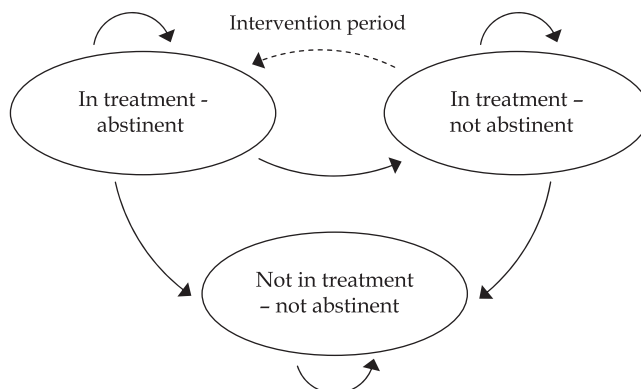 Intervention period
In treatment -
abstinent
In treatment –
not abstinent
Not in treatment
– not abstinent